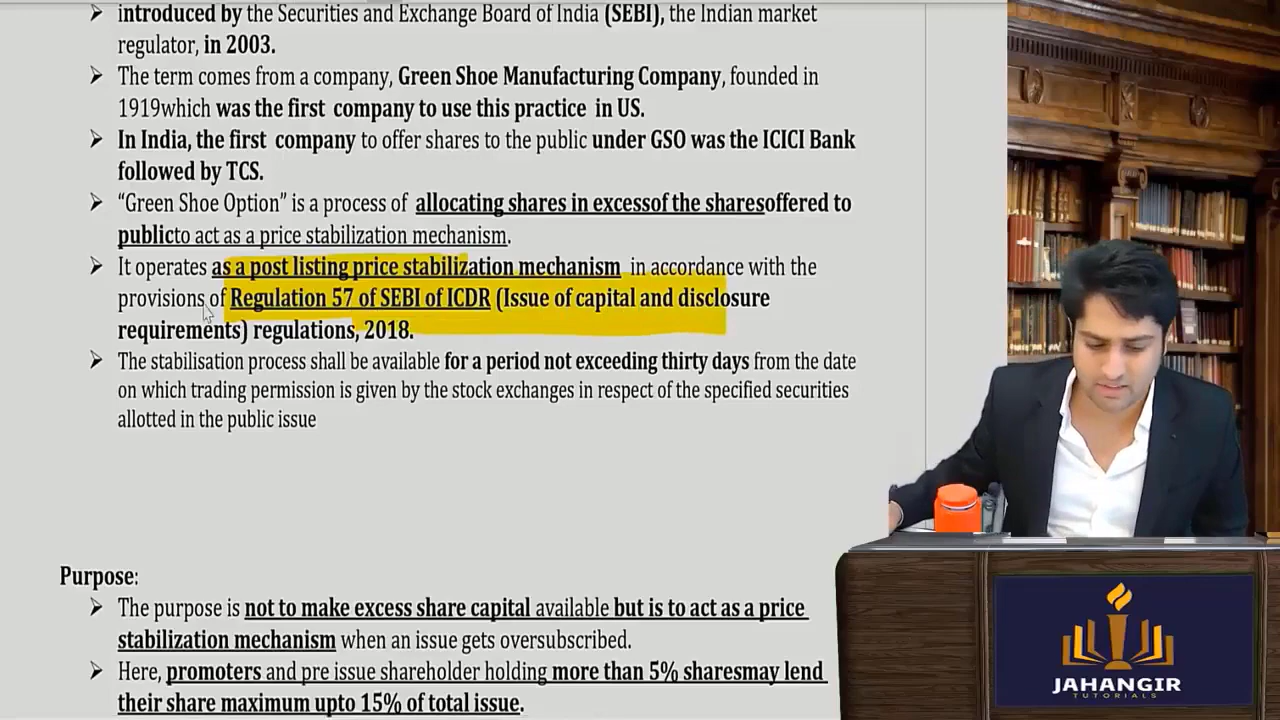 introduced by the Securities and Exchange Board of India (SEBI), the Indian market
regulator, in 2003.
➢ The term comes from a company, Green Shoe Manufacturing Company, founded in
1919which was the first company to use this practice in US.
➢ In India, the first company to offer shares to the public under GSO was the ICICI Bank
followed by TCS.
➢ “Green Shoe Option” is a process of allocating shares in excessof the sharesoffered to
publicto act as a price stabilization mechanism.
➢ It operates as a post listing price stabilization mechanism in accordance with the
provisions of Regulation 57 of SEBI of ICDR (Issue of capital and disclosure
requirements) regulations, 2018.
➢ The stabilisation process shall be available for a period not exceeding thirty days from the date
on which trading permission is given by the stock exchanges in respect of the specified securities
allotted in the public issue
Purpose:
➢ The purpose is not to make excess share capital available but is to act as a price
stabilization mechanism when an issue gets oversubscribed.
➢ Here, promoters and pre issue shareholder holding more than 5% sharesmay lend
their share maximum upto 15% of total issue.
JAHANGIR
TUTORIALS